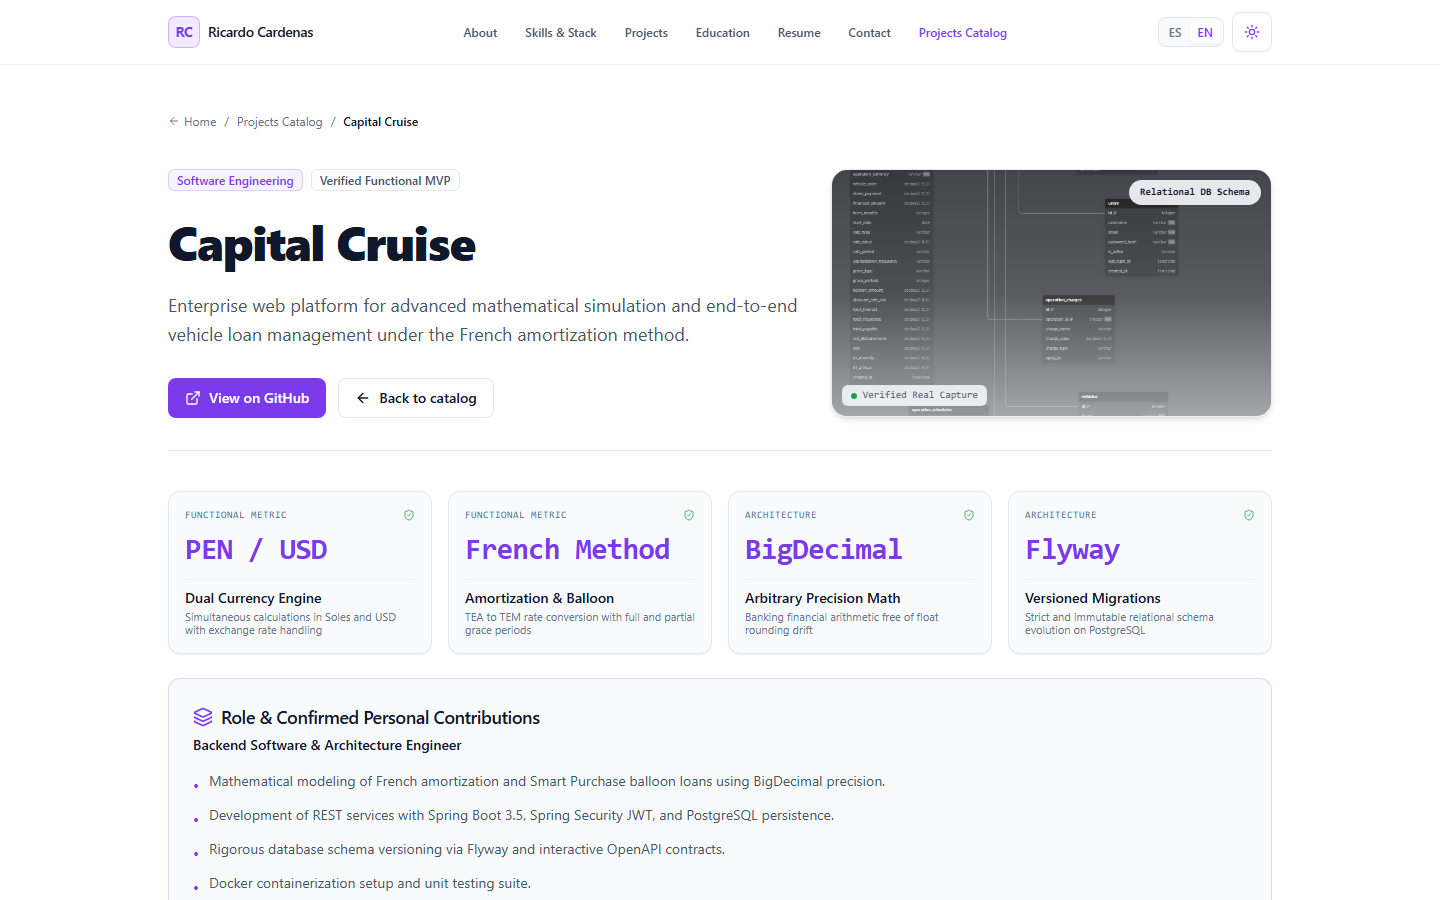 RC Ricardo Cardenas
About Skills & Stack Projects Education Resume Contact Projects Catalog
ES EN
← Home / Projects Catalog / Capital Cruise
Software Engineering Verified Functional MVP
Capital Cruise
Enterprise web platform for advanced mathematical simulation and end-to-end
vehicle loan management under the French amortization method.
View on GitHub ← Back to catalog
Relational DB Schema
operation_charges
vehicles
Verified Real Capture
FUNCTIONAL METRIC
PEN / USD
Dual Currency Engine
Simultaneous calculations in Soles and USD
with exchange rate handling
FUNCTIONAL METRIC
French Method
Amortization & Balloon
TEA to TEM rate conversion with full and partial
grace periods
ARCHITECTURE
BigDecimal
Arbitrary Precision Math
Banking financial arithmetic free of float
rounding drift
ARCHITECTURE
Flyway
Versioned Migrations
Strict and immutable relational schema
evolution on PostgreSQL
Role & Confirmed Personal Contributions
Backend Software & Architecture Engineer
• Mathematical modeling of French amortization and Smart Purchase balloon loans using BigDecimal precision.
• Development of REST services with Spring Boot 3.5, Spring Security JWT, and PostgreSQL persistence.
• Rigorous database schema versioning via Flyway and interactive OpenAPI contracts.
• Docker containerization setup and unit testing suite.